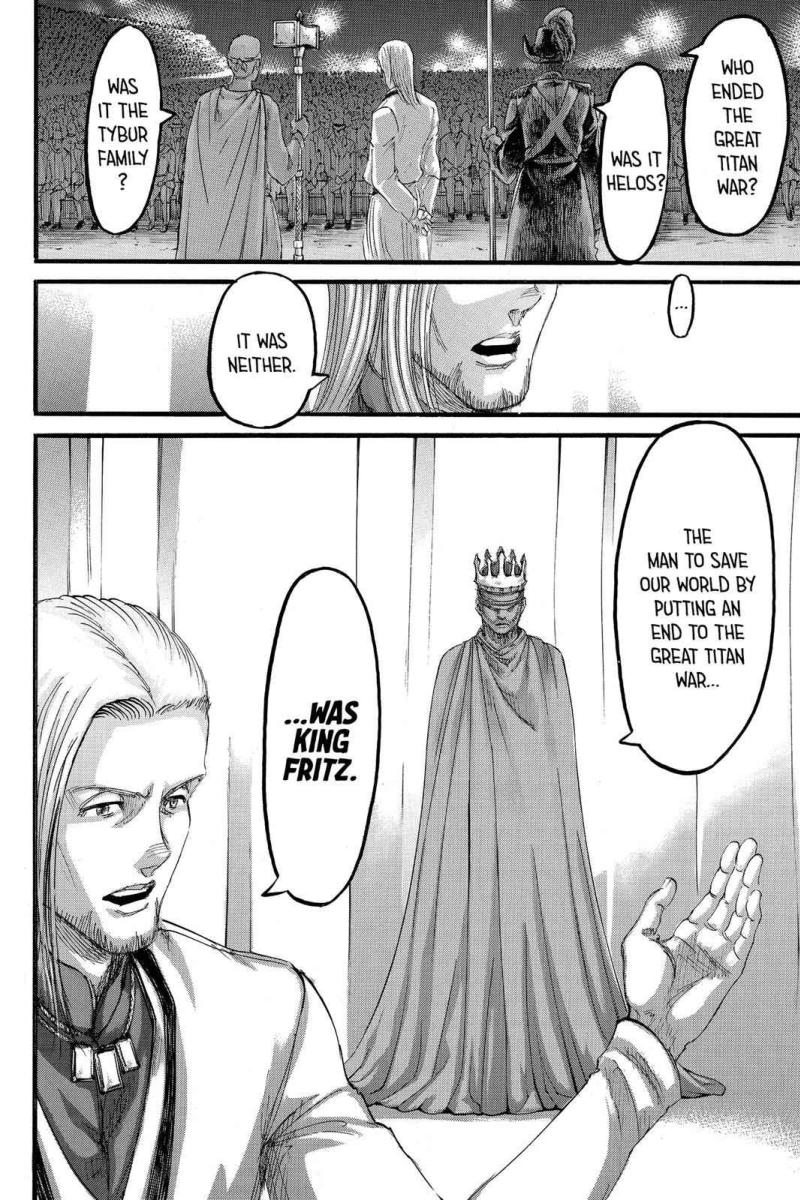 WHO
ENDED
THE
GREAT
TITAN
WAR?
WAS IT
HELOS?
WAS
IT THE
TYBUR
FAMILY
?
...
IT WAS
NEITHER.
THE
MAN TO SAVE
OUR WORLD BY
PUTTING AN
END TO THE
GREAT TITAN
WAR...
...WAS
KING
FRITZ.